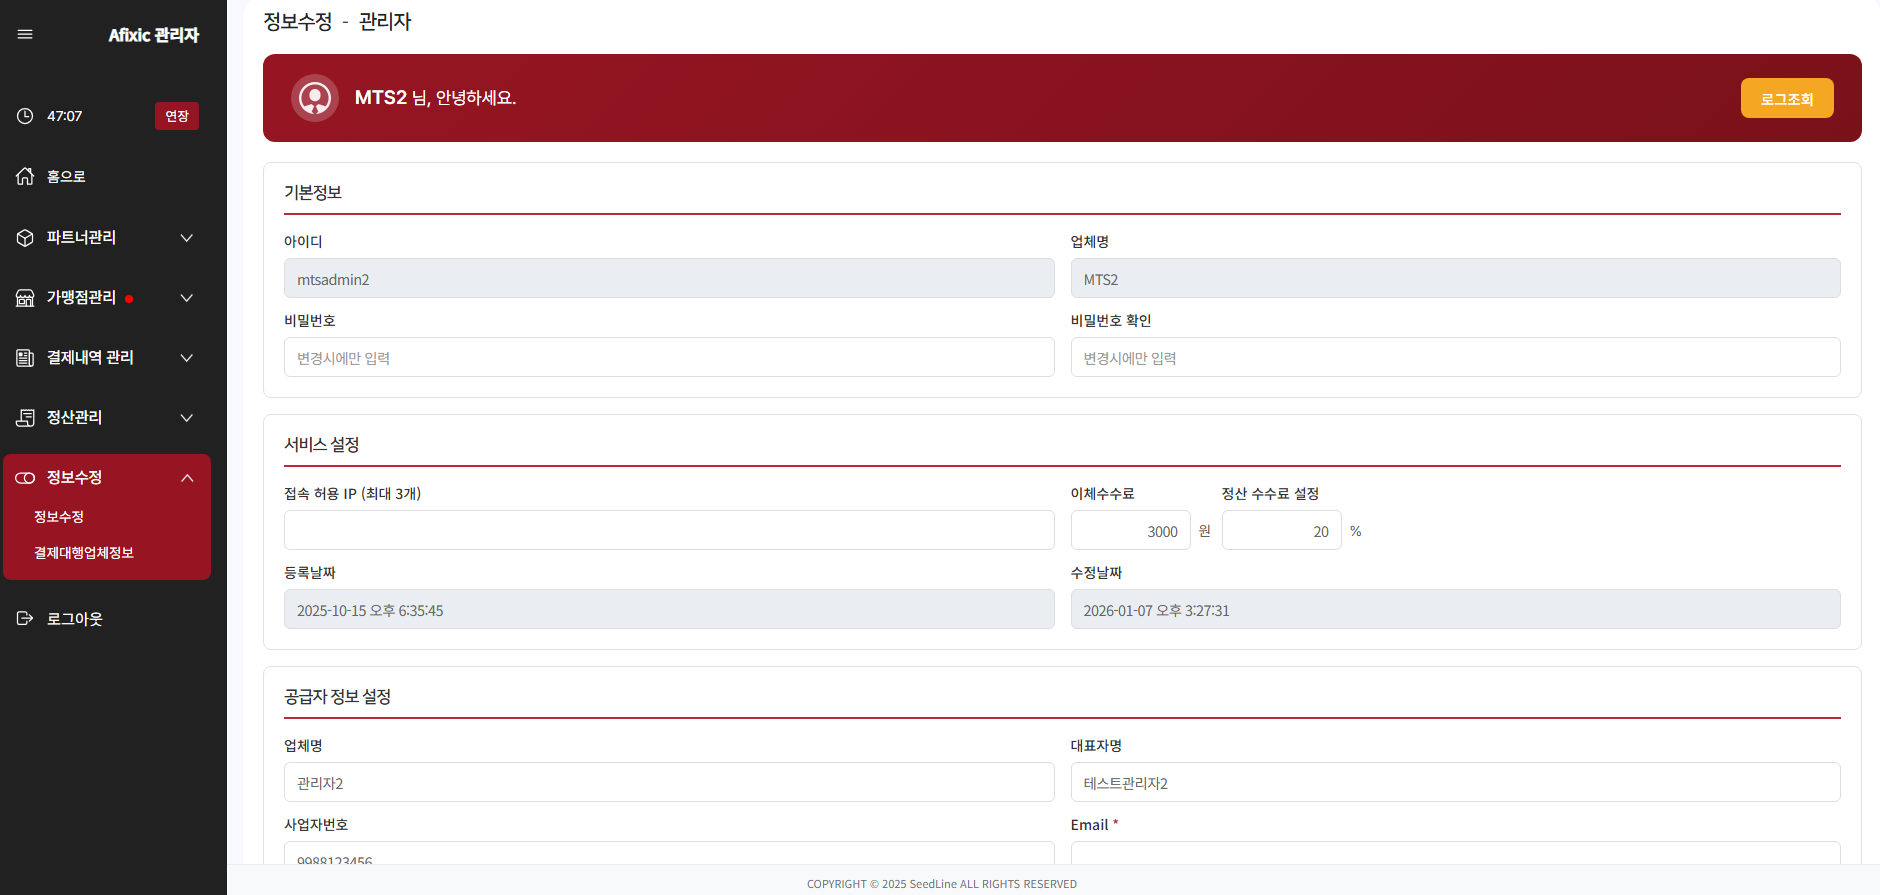 Afixic 관리자
47:07 연장
홈으로
파트너관리
가맹점관리
결제내역 관리
정산관리
정보수정
정보수정
결제대행업체정보
로그아웃
정보수정 - 관리자
MTS2 님, 안녕하세요.
로그조회
기본정보
아이디 업체명
mtsadmin2 MTS2
비밀번호 비밀번호 확인
변경시에만 입력 변경시에만 입력
서비스 설정
접속 허용 IP (최대 3개) 이체수수료 정산 수수료 설정
3000 원 20 %
등록날짜 수정날짜
2025-10-15 오후 6:35:45 2026-01-07 오후 3:27:31
공급자 정보 설정
업체명 대표자명
관리자2 테스트관리자2
사업자번호 Email *
9988123456
COPYRIGHT © 2025 SeedLine ALL RIGHTS RESERVED